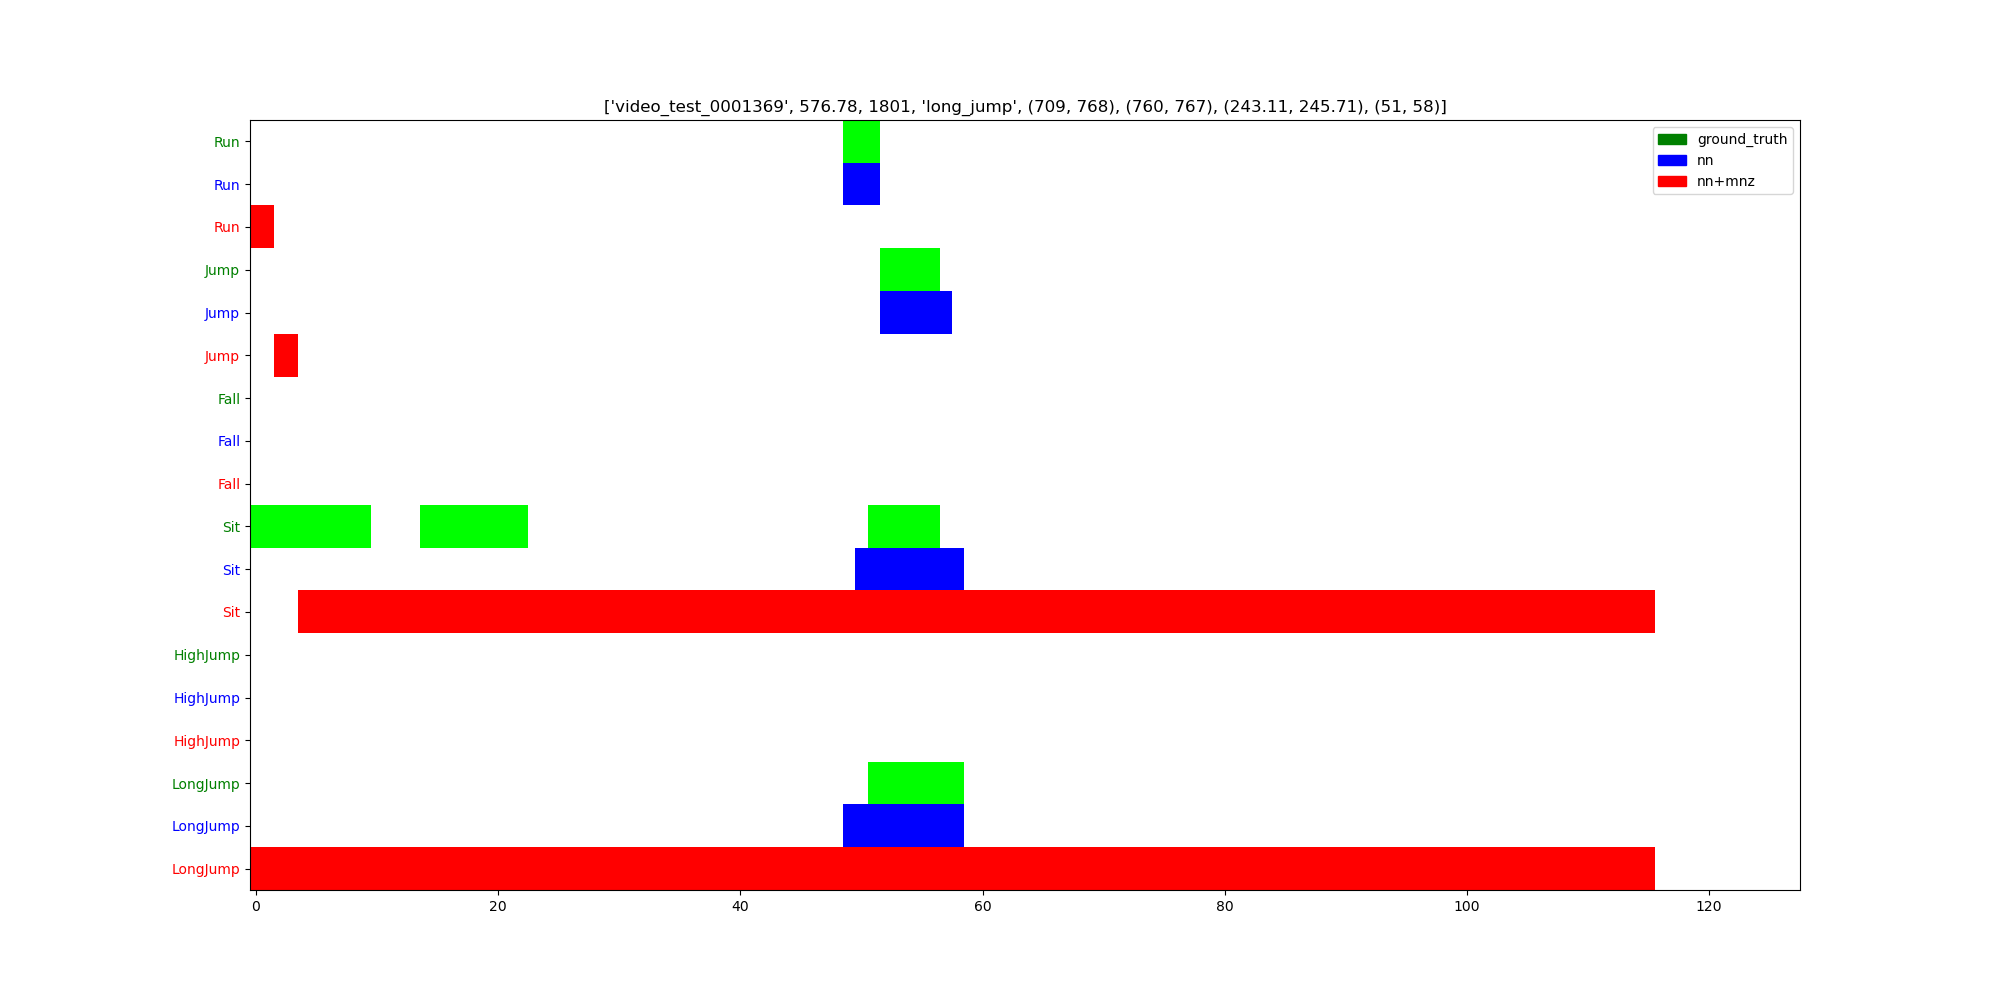 ['video_test_0001369', 576.78, 1801, 'long_jump', (709, 768), (760, 767), (243.11, 245.71), (51, 58)]
ground_truth
nn
nn+mnz
Run
Run
Run
Jump
Jump
Jump
Fall
Fall
Fall
Sit
Sit
Sit
HighJump
HighJump
HighJump
LongJump
LongJump
LongJump
0 20 40 60 80 100 120